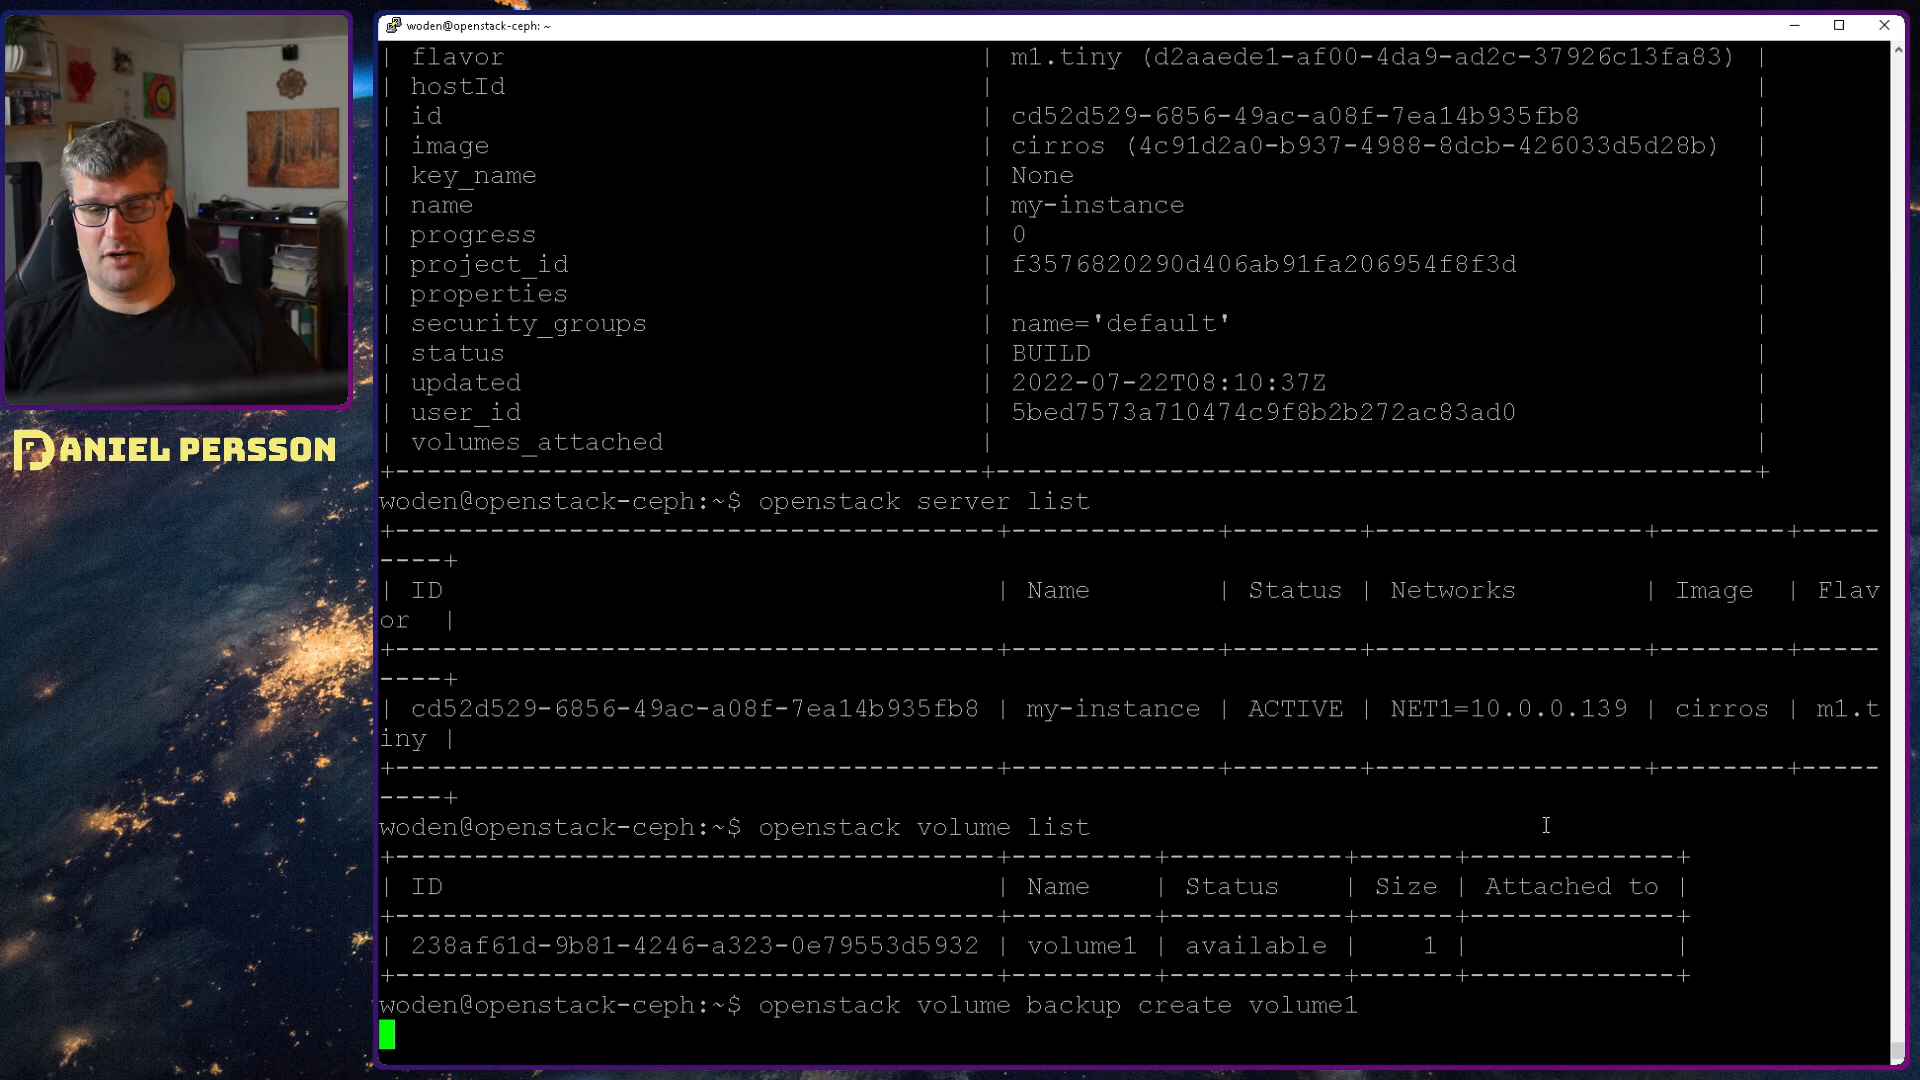 woden@openstack-ceph: ~
| flavor | m1.tiny (d2aaede1-af00-4da9-ad2c-37926c13fa83) |
| hostId | |
| id | cd52d529-6856-49ac-a08f-7ea14b935fb8 |
| image | cirros (4c91d2a0-b937-4988-8dcb-426033d5d28b) |
| key_name | None |
| name | my-instance |
| progress | 0 |
| project_id | f3576820290d406ab91fa206954f8f3d |
| properties | |
| security_groups | name='default' |
| status | BUILD |
| updated | 2022-07-22T08:10:37Z |
| user_id | 5bed7573a710474c9f8b2b272ac83ad0 |
| volumes_attached | |
woden@openstack-ceph:~$ openstack server list
| ID | Name | Status | Networks | Image | Flav
or |
| cd52d529-6856-49ac-a08f-7ea14b935fb8 | my-instance | ACTIVE | NET1=10.0.0.139 | cirros | m1.t
iny |
woden@openstack-ceph:~$ openstack volume list
| ID | Name | Status | Size | Attached to |
| 238af61d-9b81-4246-a323-0e79553d5932 | volume1 | available | 1 | |
woden@openstack-ceph:~$ openstack volume backup create volume1
DANIEL PERSSON